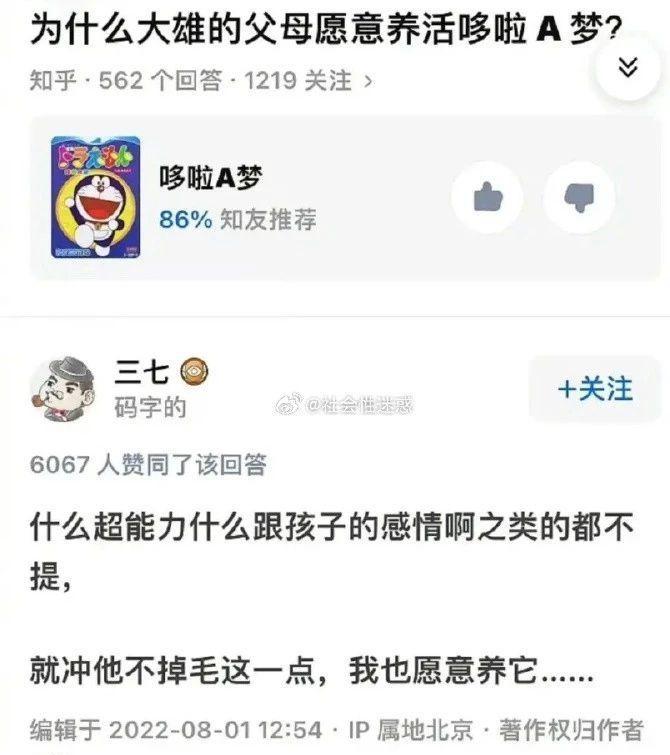 为什么大雄的父母愿意养活哆啦 A 梦?
知乎 · 562 个回答 · 1219 关注 >
哆啦A梦
86% 知友推荐
三七
码字的
+关注
@社会性迷惑
6067 人赞同了该回答
什么超能力什么跟孩子的感情啊之类的都不
提,
就冲他不掉毛这一点，我也愿意养它......
编辑于 2022-08-01 12:54 · IP 属地北京 · 著作权归作者